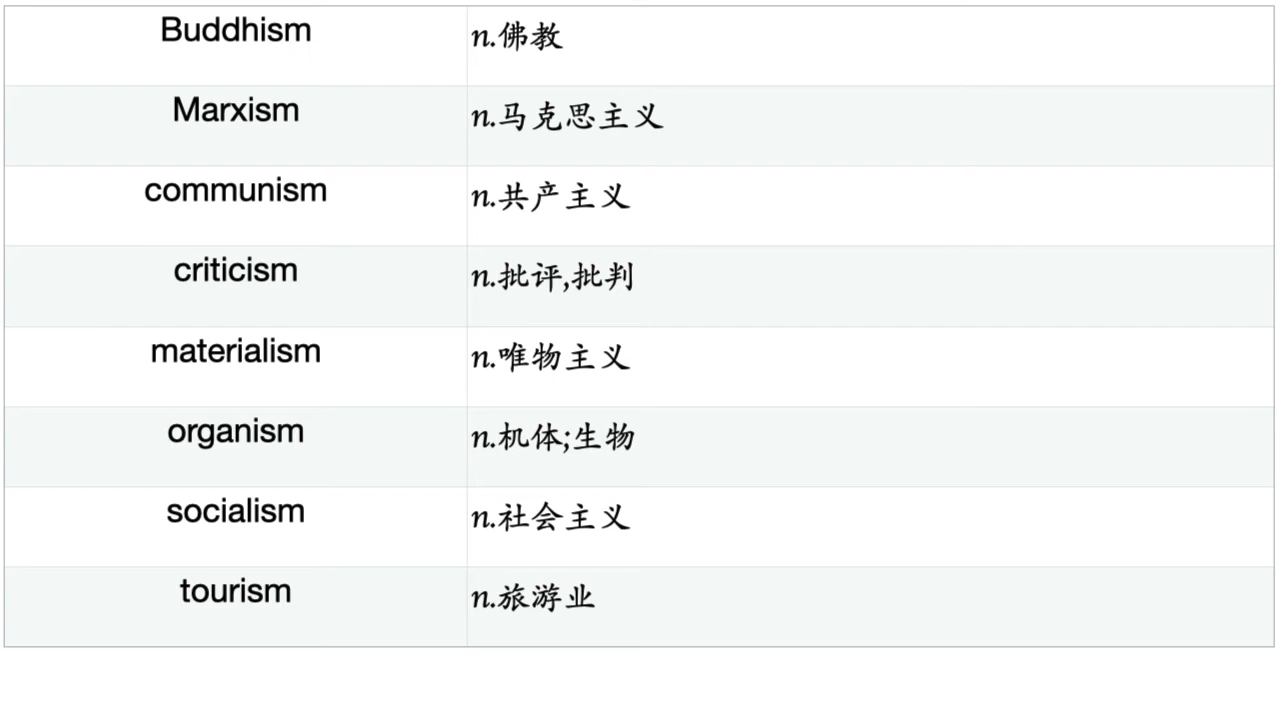 Buddhism n.佛教
Marxism n.马克思主义
communism n.共产主义
criticism n.批评,批判
materialism n.唯物主义
organism n.机体;生物
socialism n.社会主义
tourism n.旅游业